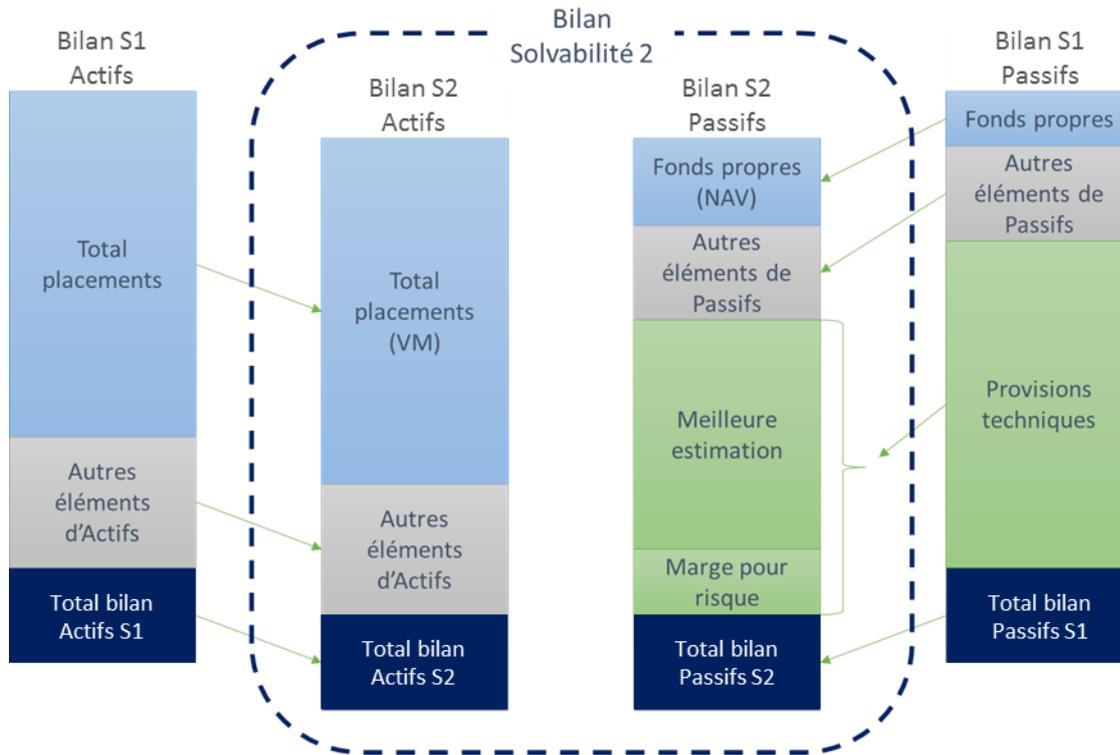 Bilan
Solvabilité 2
Bilan S1
Actifs
Total
placements
Autres
éléments
d'Actifs
Total bilan
Actifs S1
Bilan S2
Actifs
Total
placements
(VM)
Autres
éléments
d'Actifs
Total bilan
Actifs S2
Bilan S2
Passifs
Fonds propres
(NAV)
Autres
éléments de
Passifs
Meilleure
estimation
Marge pour
risque
Total bilan
Passifs S2
Bilan S1
Passifs
Fonds propres
Autres
éléments de
Passifs
Provisions
techniques
Total bilan
Passifs S1